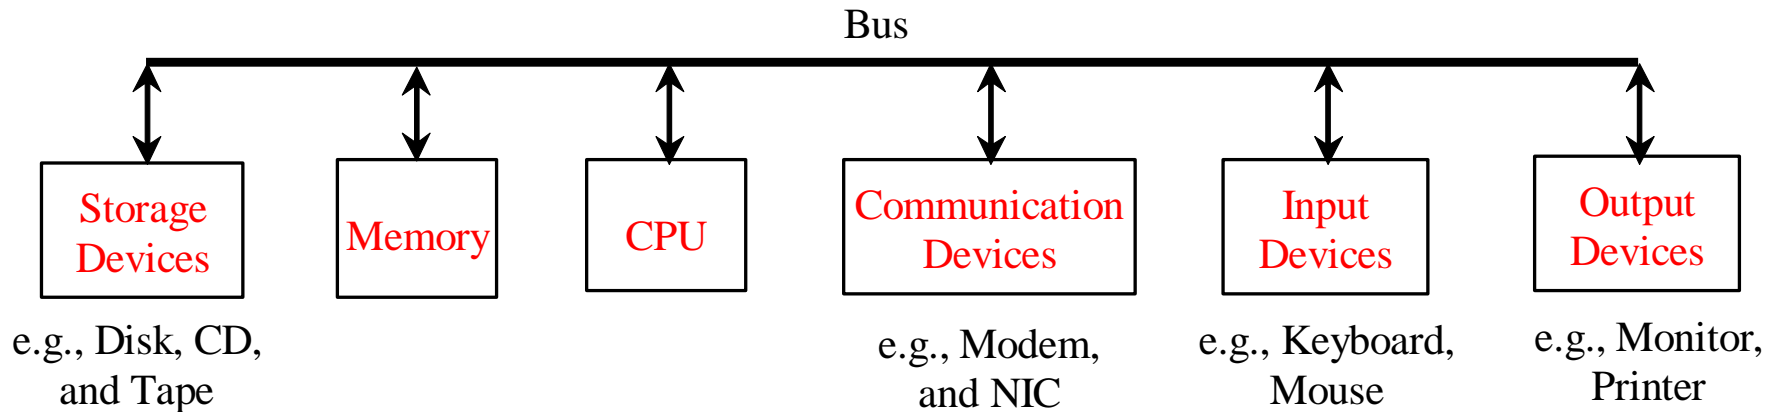 Bus
Storage
Devices
Memory
CPU
Communication
Devices
Input
Devices
Output
Devices
e.g., Disk, CD,
and Tape
e.g., Modem,
and NIC
e.g., Keyboard,
Mouse
e.g., Monitor,
Printer